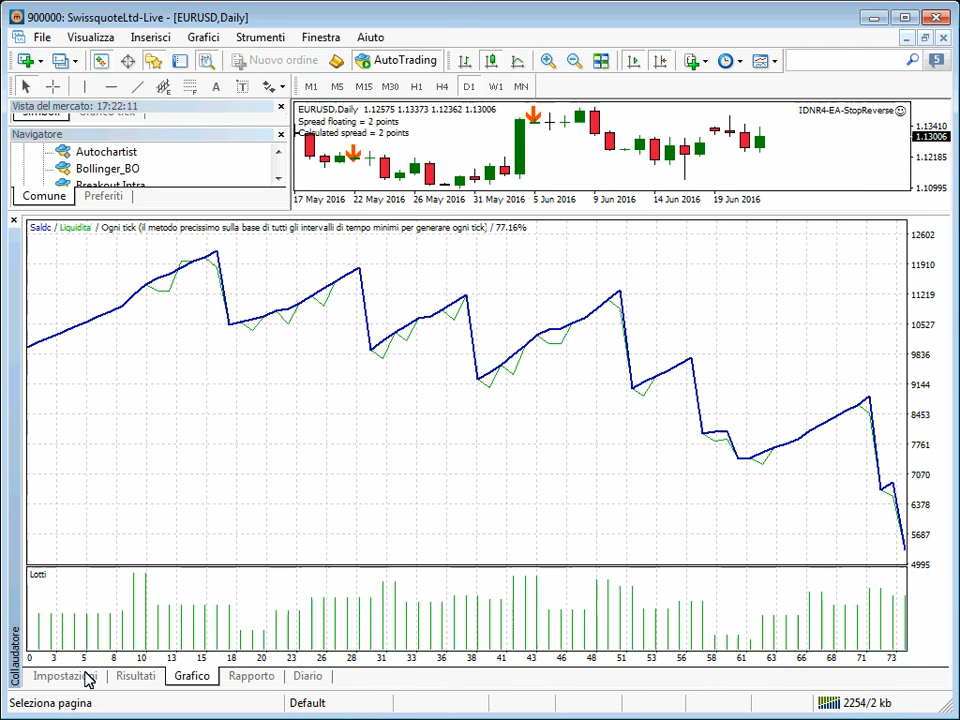 900000: SwissquoteLtd-Live - [EURUSD,Daily]
File Visualizza Inserisci Grafici Strumenti Finestra Aiuto
Nuovo ordine AutoTrading 5
A T M1 M5 M15 M30 H1 H4 D1 W1 MN
Vista del mercato: 17:22:11
Navigatore
Autochartist
Bollinger_BO
Breakout Intra
Comune Preferiti
EURUSD,Daily 1.12575 1.13373 1.12362 1.13006
Spread floating = 2 points
Calculated spread = 2 points
IDNR4-EA-StopReverse
1.13410
1.13006
1.12185
1.10995
17 May 2016 22 May 2016 26 May 2016 31 May 2016 5 Jun 2016 9 Jun 2016 14 Jun 2016 19 Jun 2016
Saldc / Liquidita / Ogni tick (il metodo precissimo sulla base di tutti gli intervalli di tempo minimi per generare ogni tick) / 77.16%
12602
11910
11219
10527
9836
9144
8453
7761
7070
6378
5687
4995
Lotti
0 3 5 8 10 13 15 18 20 23 25 28 31 33 36 38 41 43 46 48 51 53 56 58 61 63 66 68 71 73
Collaudatore
Impostazioni Risultati Grafico Rapporto Diario
Seleziona pagina Default 2254/2 kb